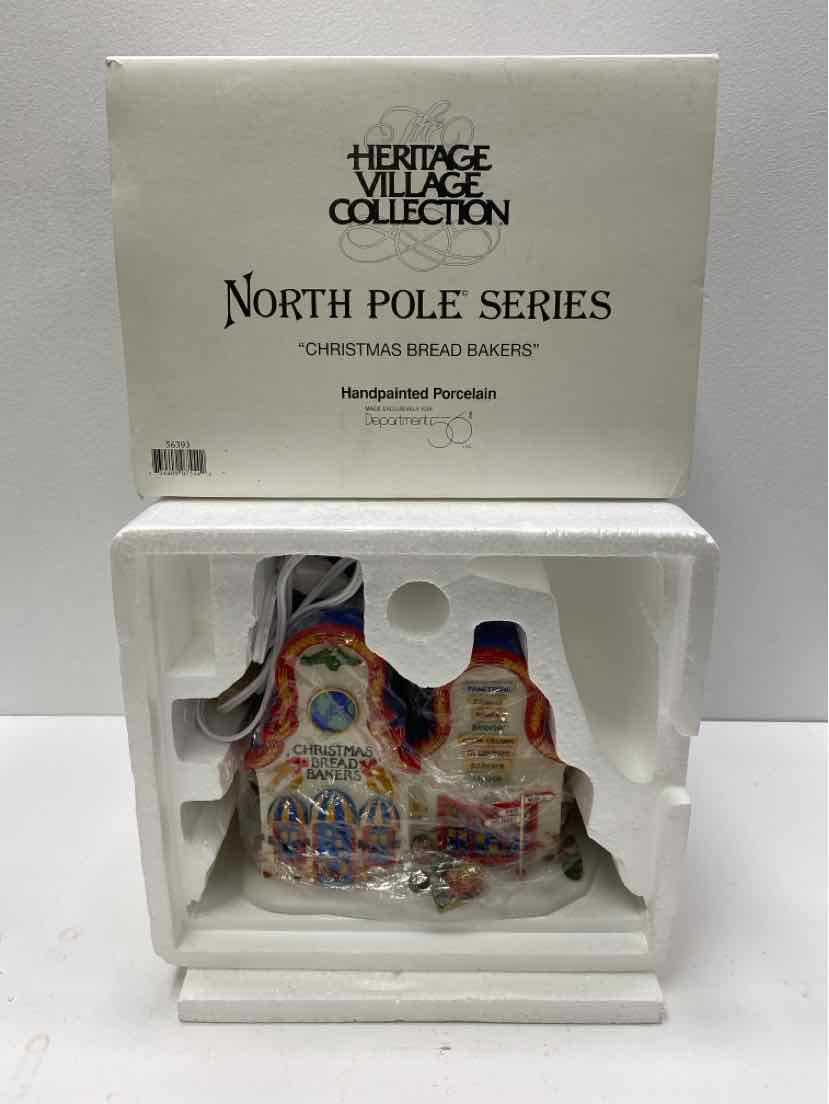 The
HERITAGE
VILLAGE
COLLECTION
NORTH POLE© SERIES
"CHRISTMAS BREAD BAKERS"
Handpainted Porcelain
MADE EXCLUSIVELY FOR
Department 56
56393
CHRISTMAS
BREAD
BAKERS